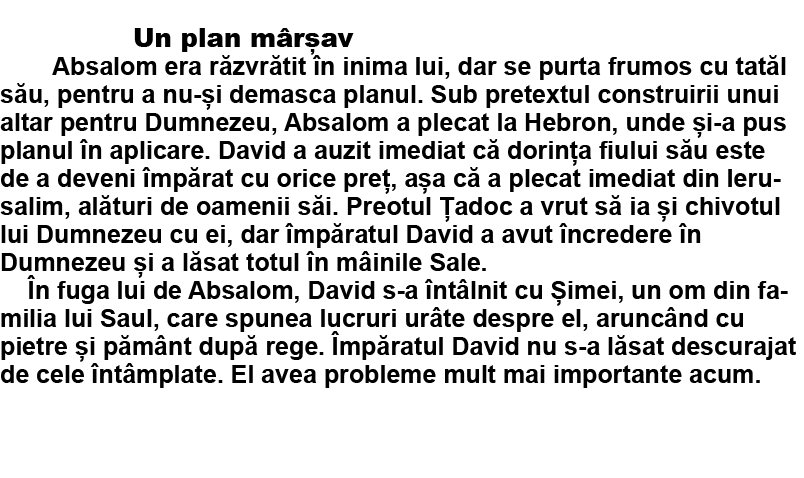 Un plan mârșav
Absalom era răzvrătit în inima lui, dar se purta frumos cu tatăl
său, pentru a nu-și demasca planul. Sub pretextul construirii unui
altar pentru Dumnezeu, Absalom a plecat la Hebron, unde și-a pus
planul în aplicare. David a auzit imediat că dorința fiului său este
de a deveni împărat cu orice preț, așa că a plecat imediat din Ieru-
salim, alături de oamenii săi. Preotul Țadoc a vrut să ia și chivotul
lui Dumnezeu cu ei, dar împăratul David a avut încredere în
Dumnezeu și a lăsat totul în mâinile Sale.
În fuga lui de Absalom, David s-a întâlnit cu Șimei, un om din fa-
milia lui Saul, care spunea lucruri urâte despre el, aruncând cu
pietre și pământ după rege. Împăratul David nu s-a lăsat descurajat
de cele întâmplate. El avea probleme mult mai importante acum.